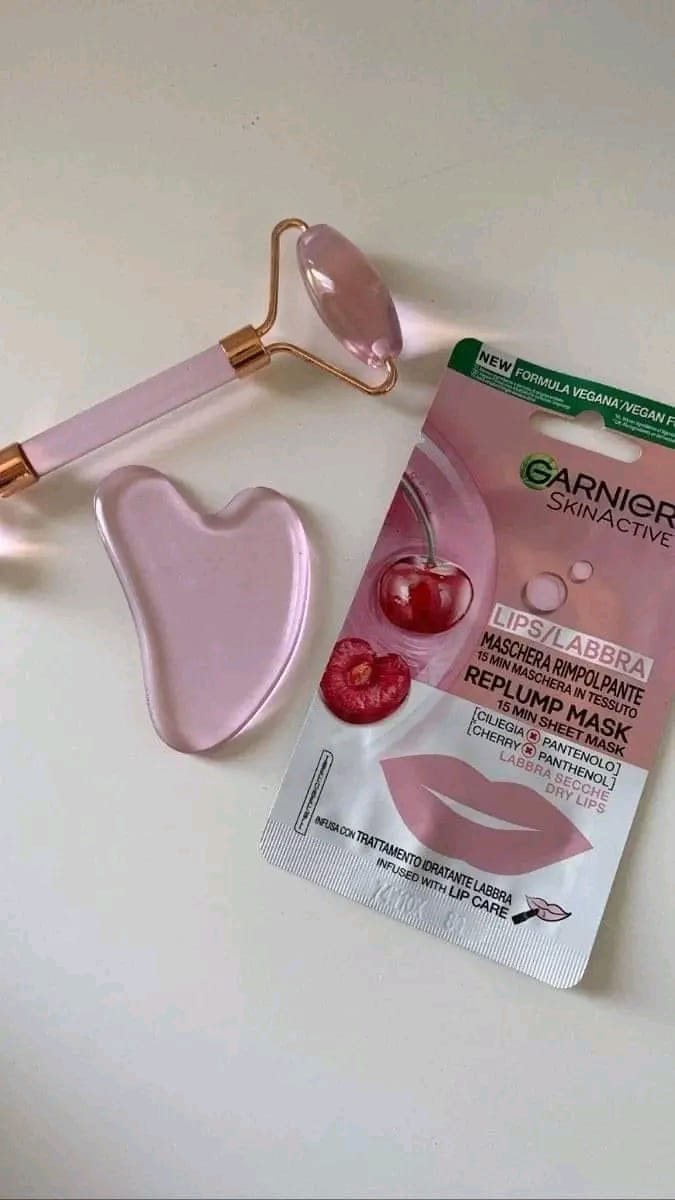 NEW FORMULA VEGANA*/VEGAN F
GARNIER
SKINACTIVE
LIPS/LABBRA
MASCHERA RIMPOLPANTE
15 MIN MASCHERA IN TESSUTO
REPLUMP MASK
15 MIN SHEET MASK
[CILIEGIA PANTENOLO]
[CHERRY PANTHENOL]
LABBRA SECCHE
DRY LIPS
INFUSA CON TRATTAMENTO IDRATANTE LABBRA
INFUSED WITH LIP CARE